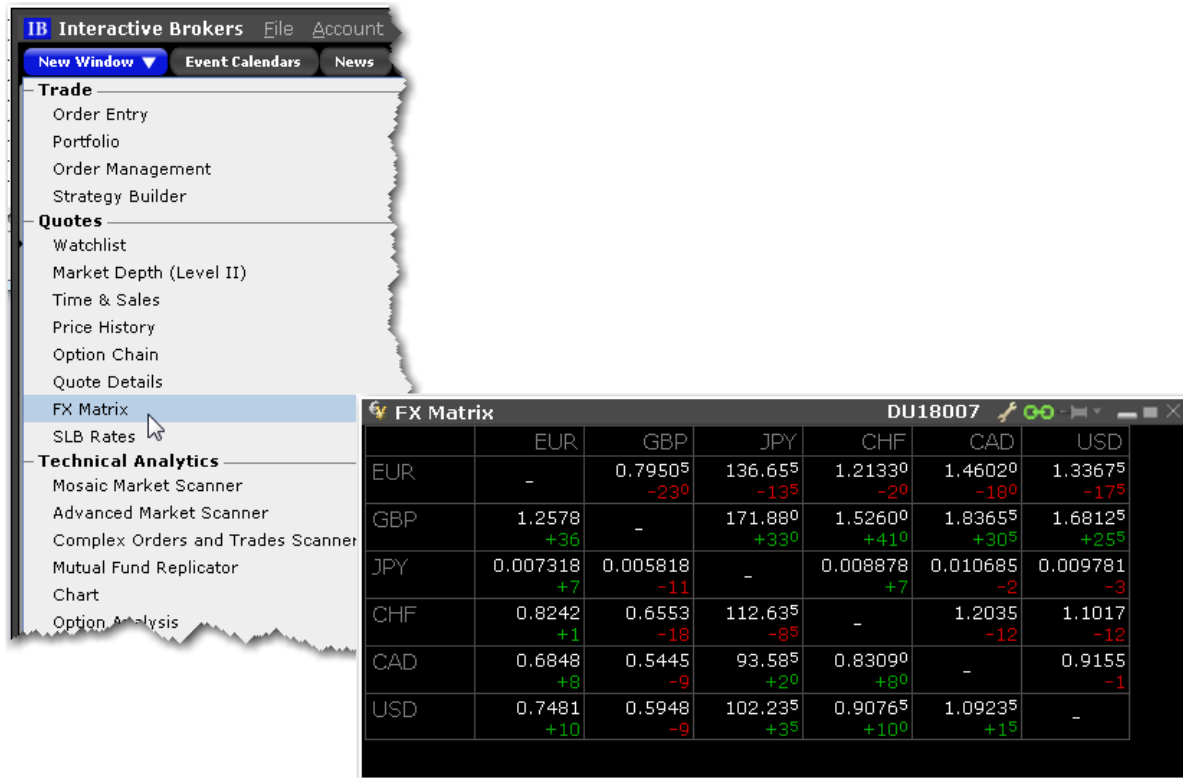 IB Interactive Brokers File Account
New Window ▼ Event Calendars News
Trade
Order Entry
Portfolio
Order Management
Strategy Builder
Quotes
Watchlist
Market Depth (Level II)
Time & Sales
Price History
Option Chain
Quote Details
FX Matrix
SLB Rates
Technical Analytics
Mosaic Market Scanner
Advanced Market Scanner
Complex Orders and Trades Scanner
Mutual Fund Replicator
Chart
Option Analysis
FX Matrix DU18007
EUR GBP JPY CHF CAD USD
EUR - 0.7950⁵ 136.65⁵ 1.2133⁰ 1.4602⁰ 1.3367⁵
-23⁰ -13⁵ -2⁰ -18⁰ -17⁵
GBP 1.2578 - 171.88⁰ 1.5260⁰ 1.8365⁵ 1.6812⁵
+36 +33⁰ +41⁰ +30⁵ +25⁵
JPY 0.007318 0.005818 - 0.008878 0.010685 0.009781
+7 -11 +7 -2 -3
CHF 0.8242 0.6553 112.63⁵ - 1.2035 1.1017
+1 -18 -8⁵ -12 -12
CAD 0.6848 0.5445 93.58⁵ 0.8309⁰ - 0.9155
+8 -9 +2⁰ +8⁰ -1
USD 0.7481 0.5948 102.23⁵ 0.9076⁵ 1.0923⁵ -
+10 -9 +3⁵ +10⁰ +1⁵